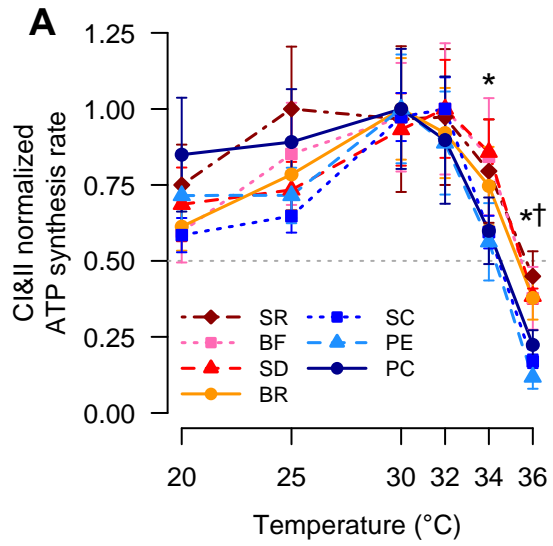 A
CI&II normalized
ATP synthesis rate
1.25
1.00
0.75
0.50
0.25
0.00
*
*†
SR
BF
SD
BR
SC
PE
PC
20 25 30 32 34 36
Temperature (°C)